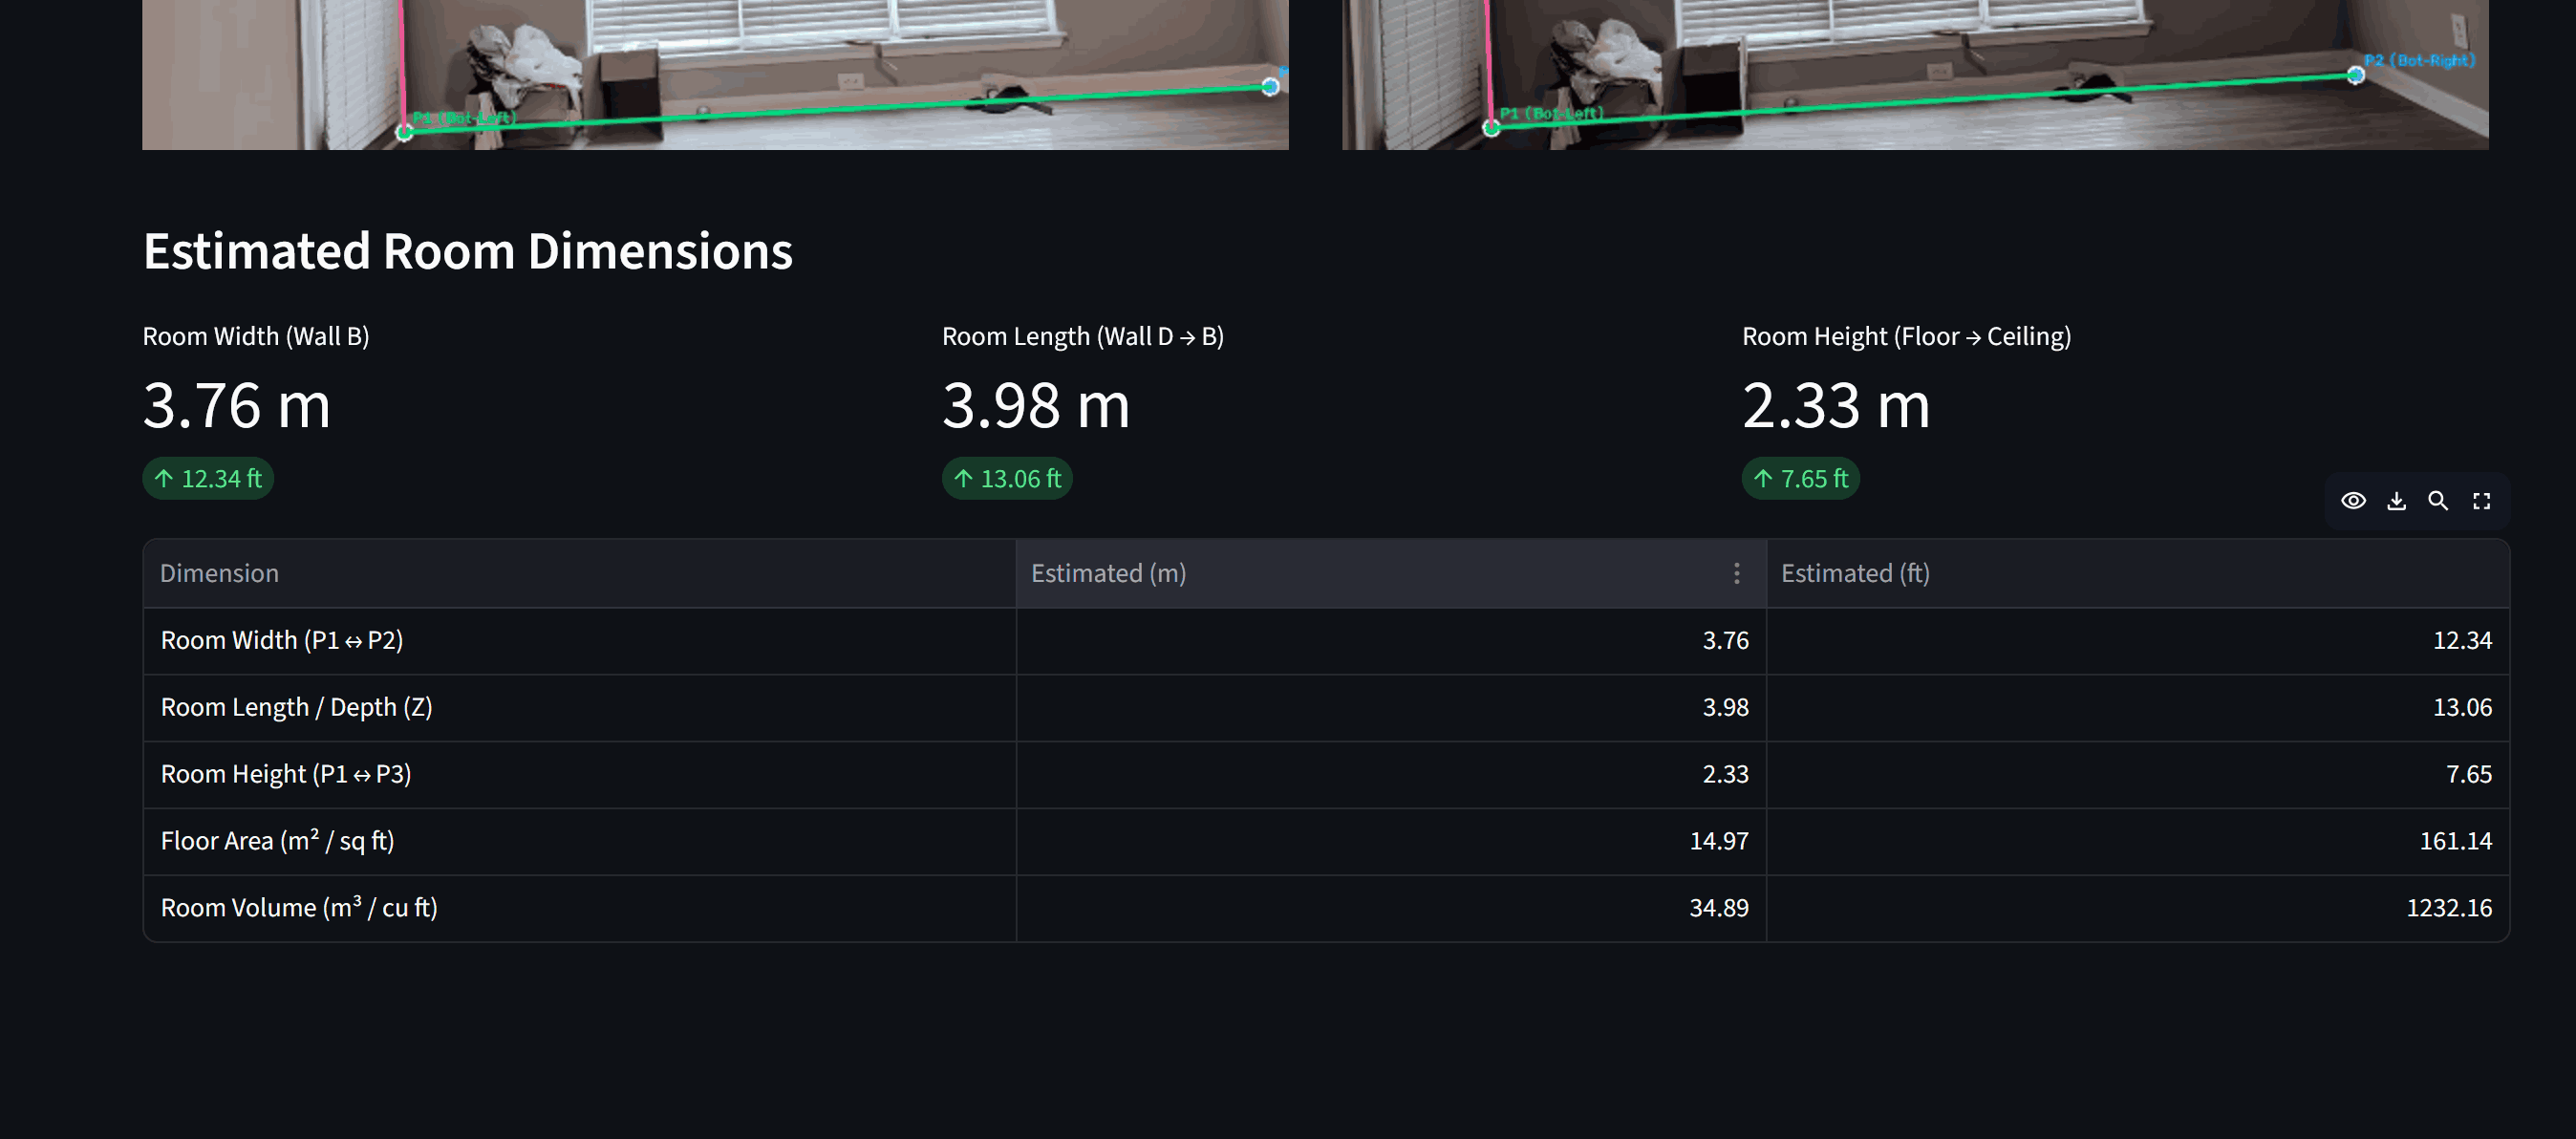 P1 (Bot-Left)
P1 (Bot-Left)
P2 (Bot-Right)
Estimated Room Dimensions
Room Width (Wall B)
3.76 m
↑ 12.34 ft
Room Length (Wall D → B)
3.98 m
↑ 13.06 ft
Room Height (Floor → Ceiling)
2.33 m
↑ 7.65 ft
Dimension Estimated (m) Estimated (ft)
Room Width (P1 ↔ P2) 3.76 12.34
Room Length / Depth (Z) 3.98 13.06
Room Height (P1 ↔ P3) 2.33 7.65
Floor Area (m² / sq ft) 14.97 161.14
Room Volume (m³ / cu ft) 34.89 1232.16